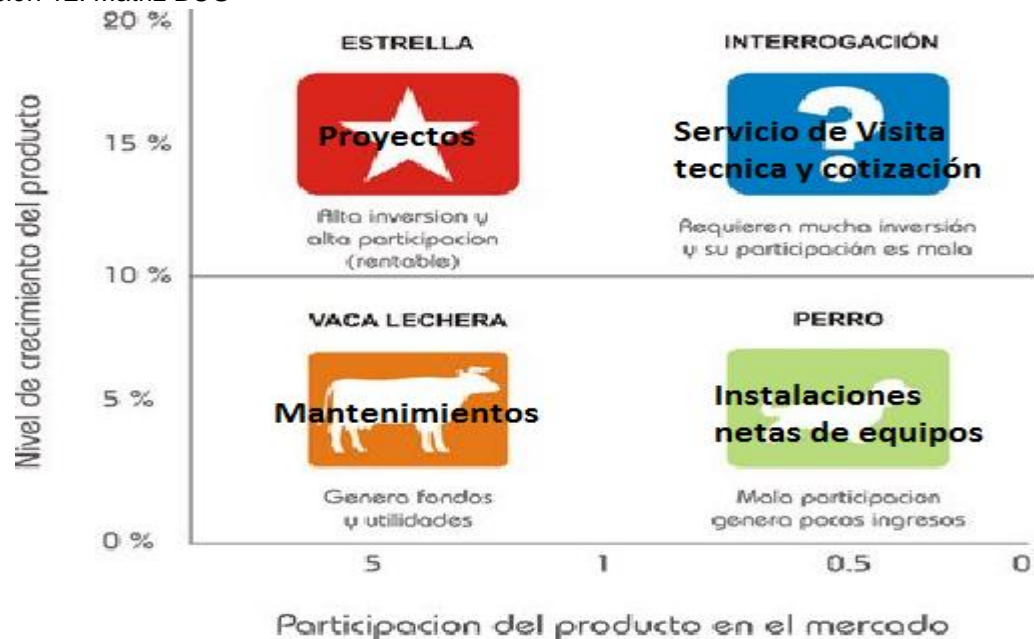 20 %
ESTRELLA
INTERROGACIÓN
15 %
Proyectos
Servicio de Visita
tecnica y cotización
?
Alta inversion y
alta participacion
(rentable)
Requieren mucha inversión
y su participación es mala
10 %
Nivel de crecimiento del producto
VACA LECHERA
PERRO
5 %
Mantenimientos
Instalaciones
netas de equipos
Genera fondos
y utilidades
Mala participacion
genera pocos ingresos
0 %
5
1
0.5
0
Participacion del producto en el mercado